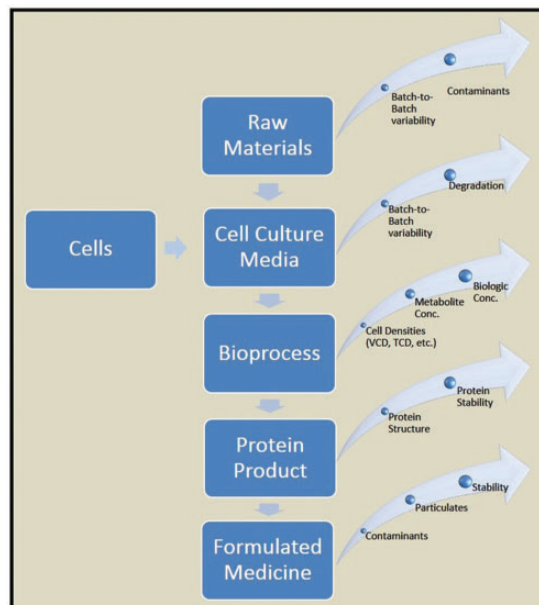 Raw
Materials
Batch-to-
Batch
variability
Contaminants
Cells
Cell Culture
Media
Batch-to-
Batch
variability
Degradation
Bioprocess
Cell Densities
(VCD, TCD, etc.)
Metabolite
Conc.
Biologic
Conc.
Protein
Product
Protein
Structure
Protein
Stability
Formulated
Medicine
Contaminants
Particulates
Stability